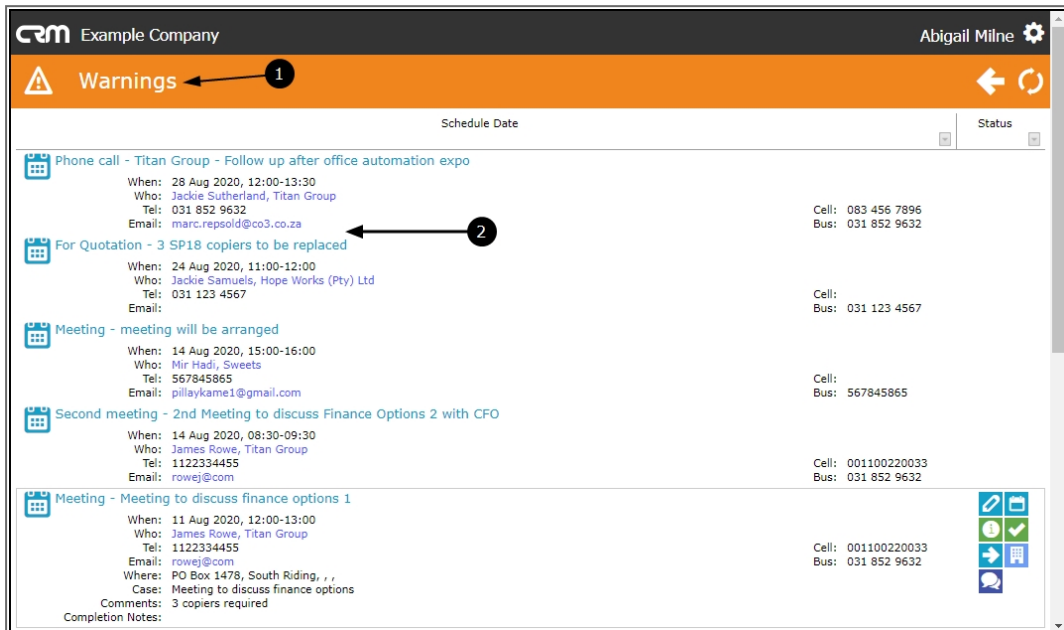 CRM Example Company Abigail Milne
Warnings 1
Schedule Date Status
Phone call - Titan Group - Follow up after office automation expo
When: 28 Aug 2020, 12:00-13:30
Who: Jackie Sutherland, Titan Group
Tel: 031 852 9632 Cell: 083 456 7896
Email: marc.repsold@co3.co.za Bus: 031 852 9632
2
For Quotation - 3 SP18 copiers to be replaced
When: 24 Aug 2020, 11:00-12:00
Who: Jackie Samuels, Hope Works (Pty) Ltd
Tel: 031 123 4567 Cell:
Email: Bus: 031 123 4567
Meeting - meeting will be arranged
When: 14 Aug 2020, 15:00-16:00
Who: Mir Hadi, Sweets
Tel: 567845865 Cell:
Email: pillaykame1@gmail.com Bus: 567845865
Second meeting - 2nd Meeting to discuss Finance Options 2 with CFO
When: 14 Aug 2020, 08:30-09:30
Who: James Rowe, Titan Group
Tel: 1122334455 Cell: 001100220033
Email: rowej@com Bus: 031 852 9632
Meeting - Meeting to discuss finance options 1
When: 11 Aug 2020, 12:00-13:00
Who: James Rowe, Titan Group
Tel: 1122334455 Cell: 001100220033
Email: rowej@com Bus: 031 852 9632
Where: PO Box 1478, South Riding, , ,
Case: Meeting to discuss finance options
Comments: 3 copiers required
Completion Notes: